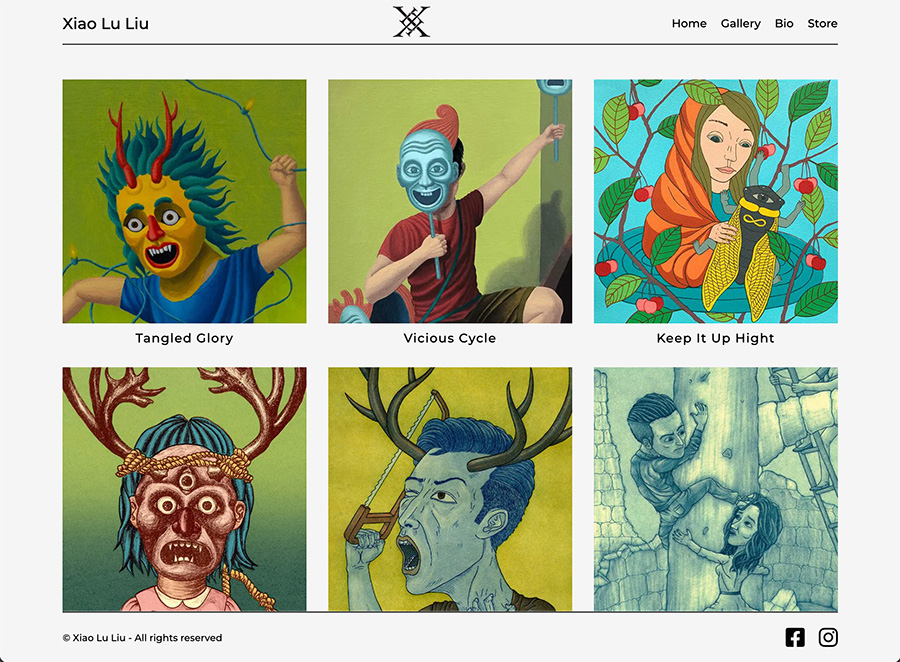 Xiao Lu Liu
Home Gallery Bio Store
Tangled Glory
Vicious Cycle
Keep It Up Hight
© Xiao Lu Liu - All rights reserved